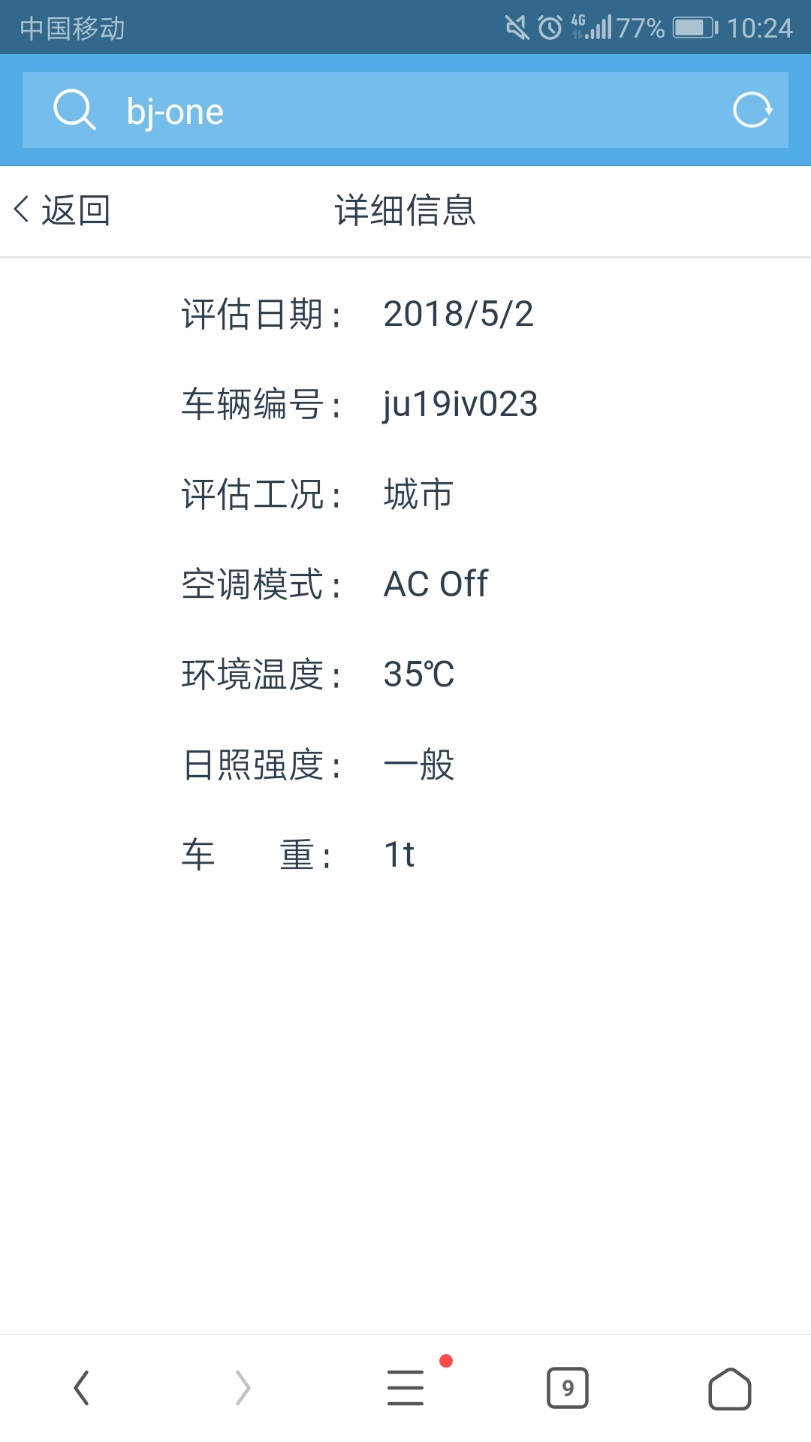 中国移动 4G 77% 10:24
bj-one
返回 详细信息
评估日期: 2018/5/2
车辆编号: ju19iv023
评估工况: 城市
空调模式: AC Off
环境温度: 35℃
日照强度: 一般
车 重: 1t
9